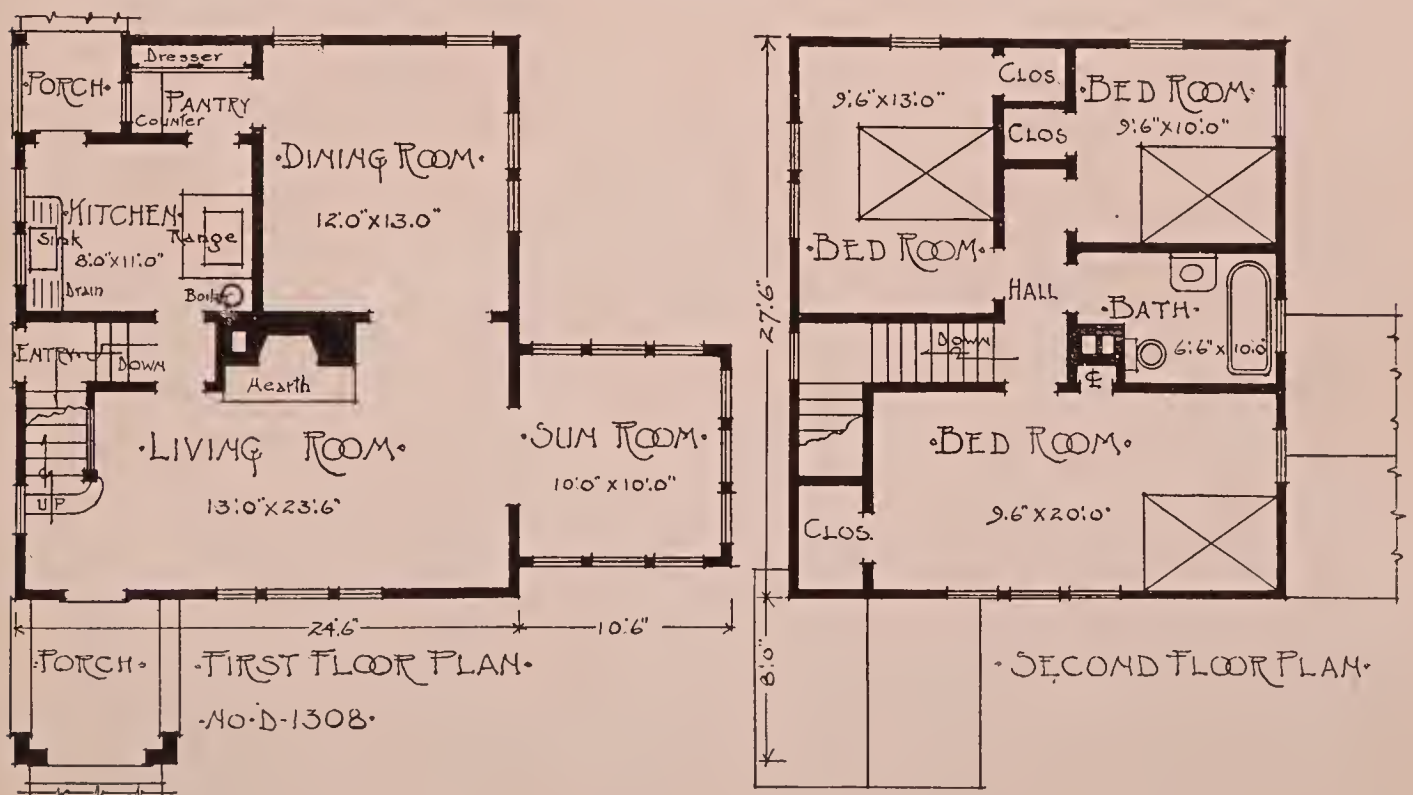 Dresser
PORCH
PANTRY
Counter
DINING ROOM
12'.0"X13.0"
KITCHEN
Sink
Range
8'.0"X11'.0"
Drain
Boiler
ENTRY
DOWN
Hearth
LIVING ROOM
13'.0"X23'.6"
UP
SUN ROOM
10'.0"X10'.0"
24'.6"
10'.6"
PORCH
FIRST FLOOR PLAN
NO·D-1308
CLOS.
BED ROOM
9'.6"X13'.0"
9'.6"X10'.0"
CLOS
BED ROOM
HALL
BATH
6'.6"X10'.0"
27'.6"
DOWN
BED ROOM
9'.6"X20'.0"
CLOS.
8'.0"
SECOND FLOOR PLAN